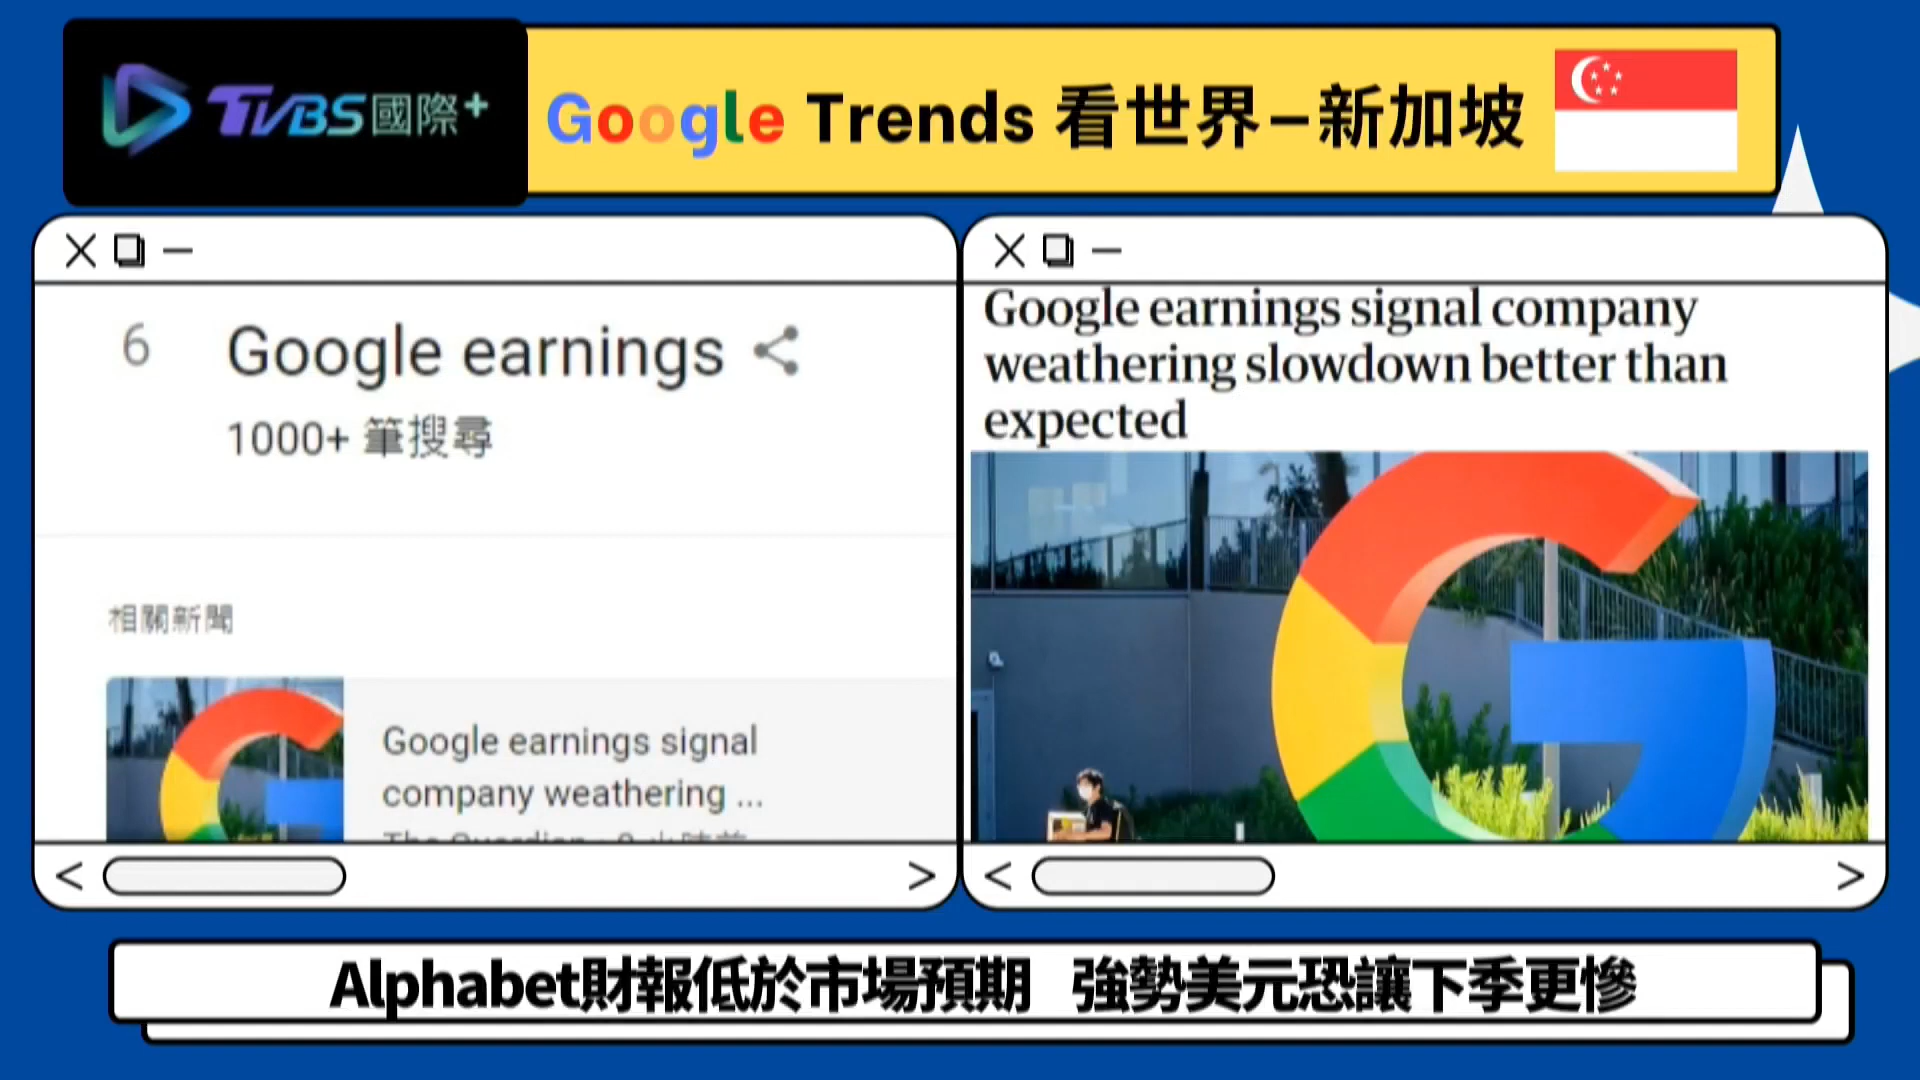 TVBS國際+
Google Trends 看世界–新加坡
6
Google earnings
1000+ 筆搜尋
相關新聞
Google earnings signal
company weathering ...
Google earnings signal company
weathering slowdown better than
expected
Alphabet財報低於市場預期 強勢美元恐讓下季更慘